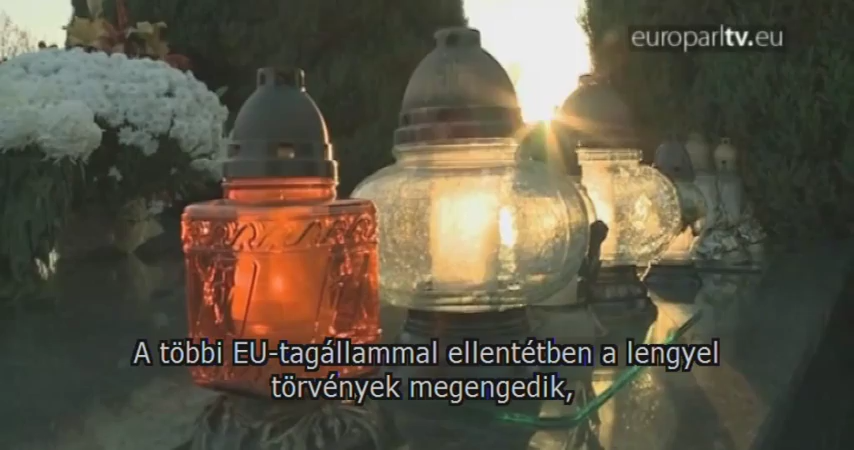 europarltv.eu
A többi EU-tagállammal ellentétben a lengyel
törvények megengedik,